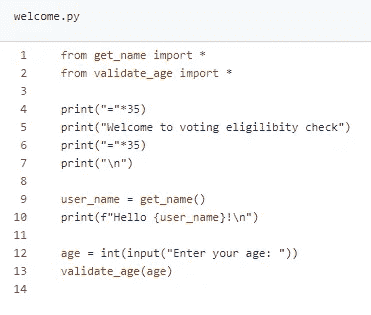 welcome.py
1 from get_name import *
2 from validate_age import *
3
4 print("="*35)
5 print("Welcome to voting eligilibity check")
6 print("="*35)
7 print("\n")
8
9 user_name = get_name()
10 print(f"Hello {user_name}!\n")
11
12 age = int(input("Enter your age: "))
13 validate_age(age)
14